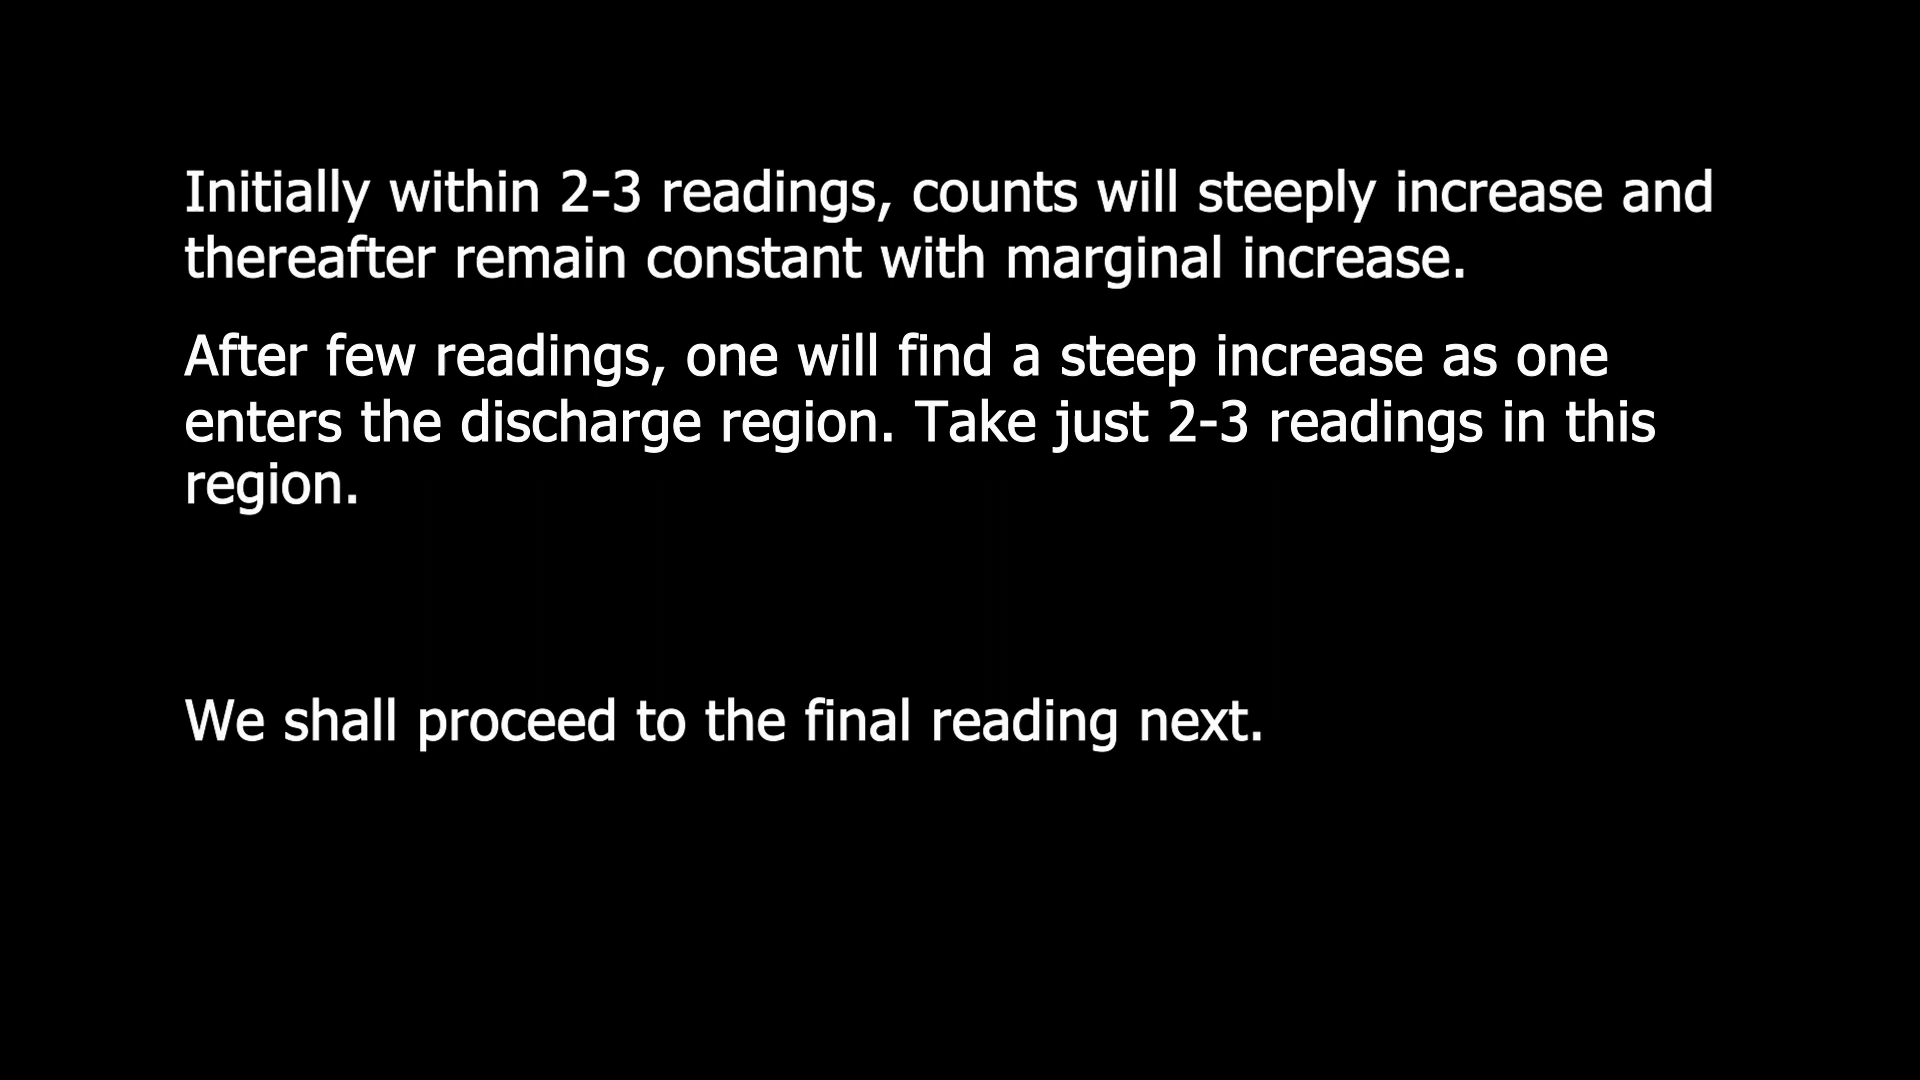 Initially within 2-3 readings, counts will steeply increase and
thereafter remain constant with marginal increase.
After few readings, one will find a steep increase as one
enters the discharge region. Take just 2-3 readings in this
region.
We shall proceed to the final reading next.